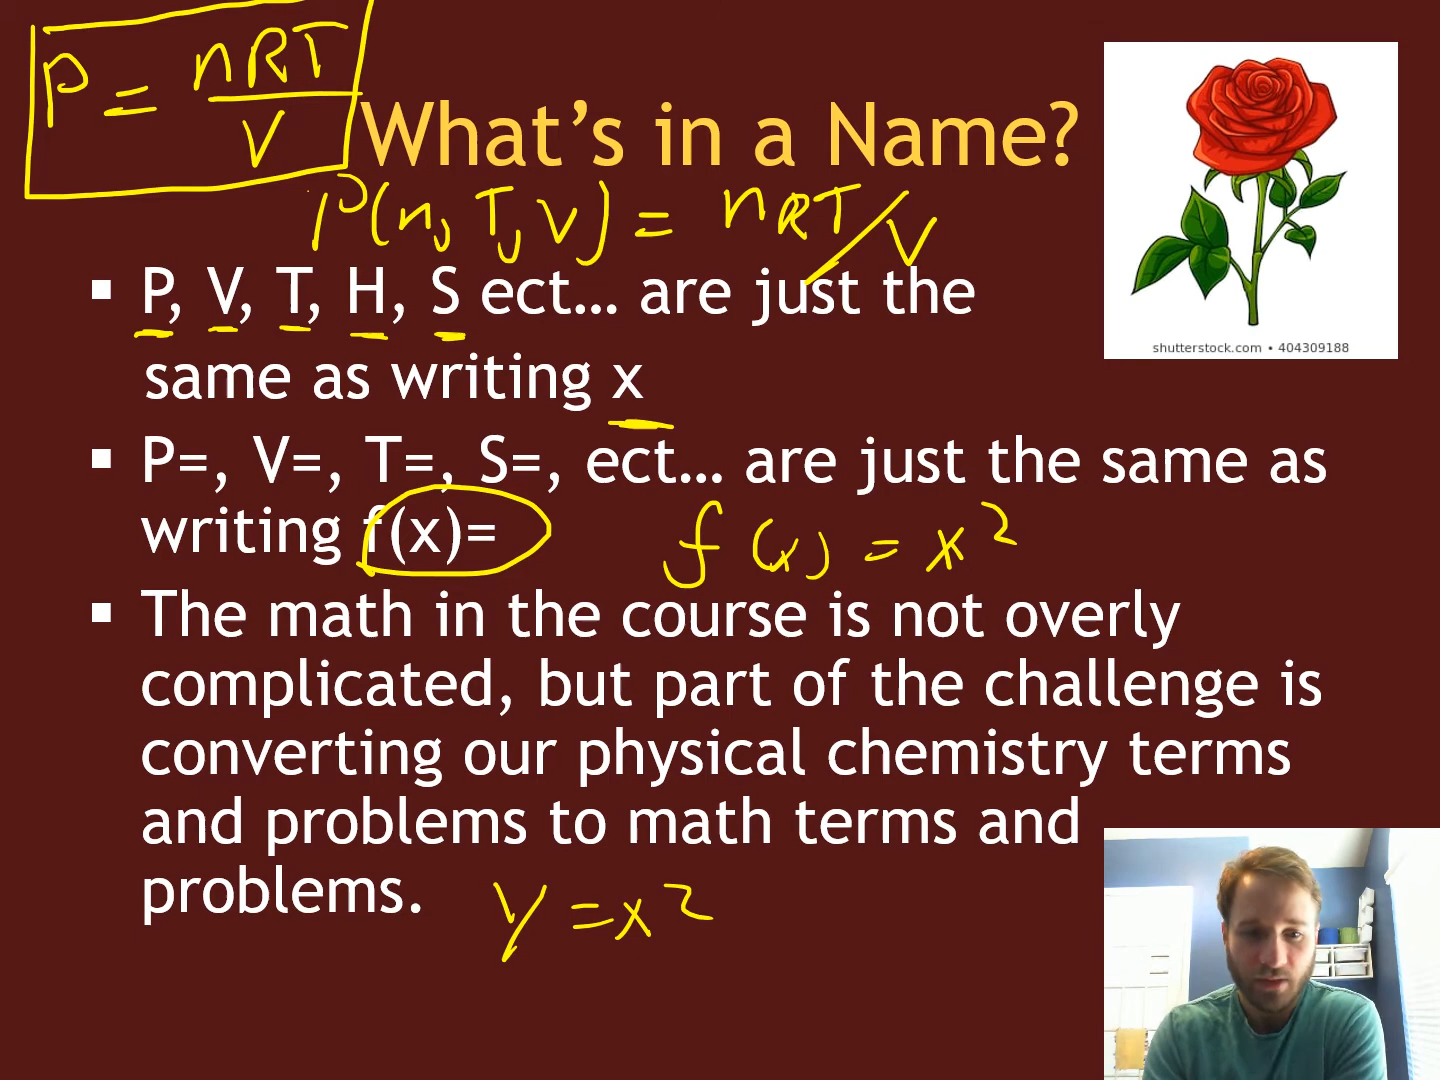 P = nRT/V
What’s in a Name?
P(n, T, V) = nRT/V
▪ P, V, T, H, S ect… are just the
same as writing x
▪ P=, V=, T=, S=, ect… are just the same as
writing f(x)=
f(x) = x²
▪ The math in the course is not overly
complicated, but part of the challenge is
converting our physical chemistry terms
and problems to math terms and
problems.
y = x²
shutterstock.com • 404309188